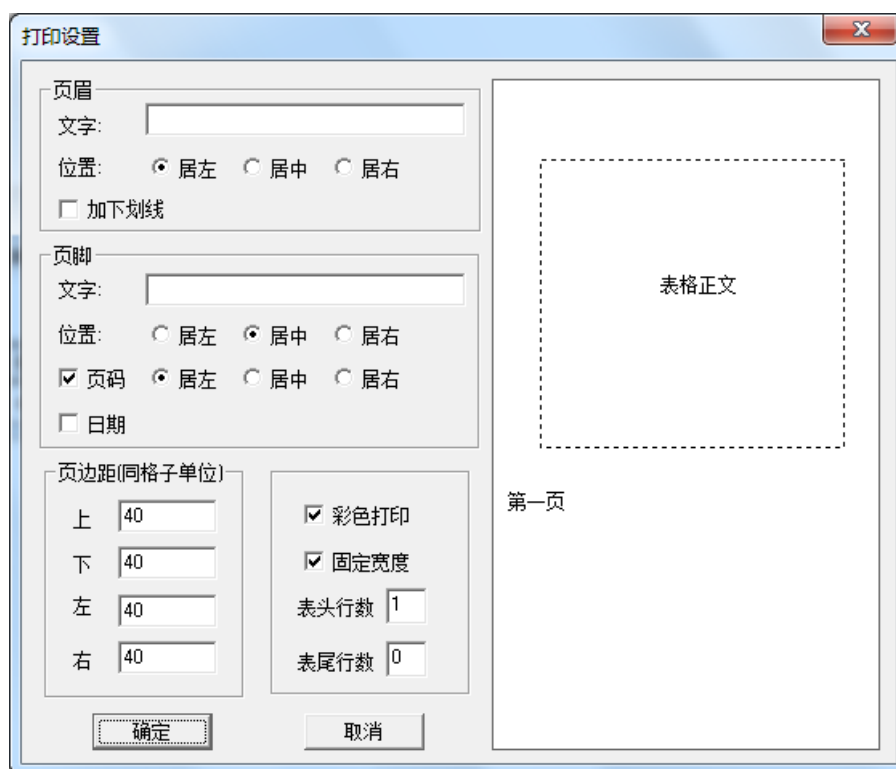 打印设置
页眉
文字:
位置: 居左 居中 居右
加下划线
页脚
文字:
位置: 居左 居中 居右
页码 居左 居中 居右
日期
页边距(同格子单位)
上 40
下 40
左 40
右 40
彩色打印
固定宽度
表头行数 1
表尾行数 0
确定 取消
表格正文
第一页